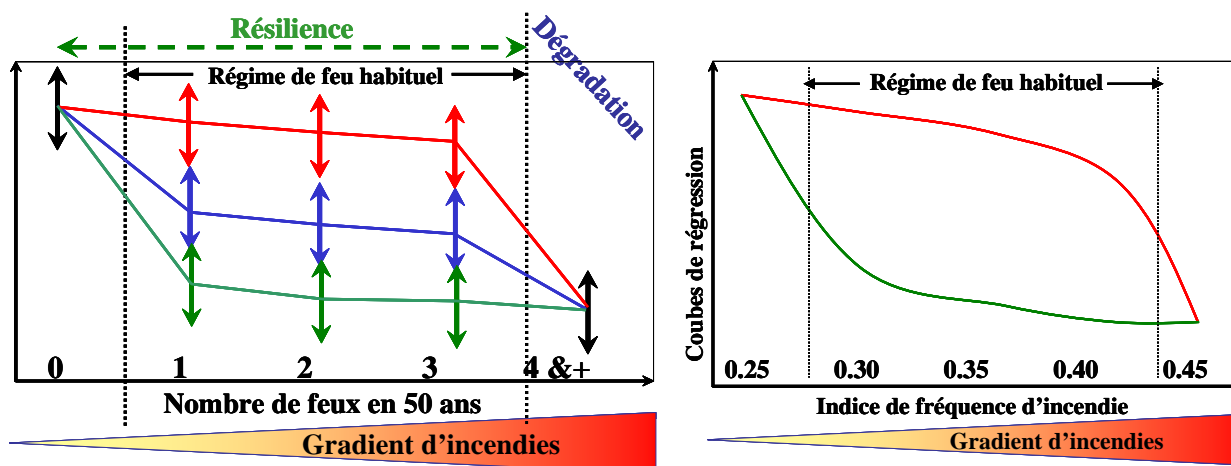 Résilience
Dégradation
Régime de feu habituel
0 1 2 3 4 &+
Nombre de feux en 50 ans
Gradient d'incendies
Régime de feu habituel
Coubes de régression
0.25 0.30 0.35 0.40 0.45
Indice de fréquence d'incendie
Gradient d'incendies